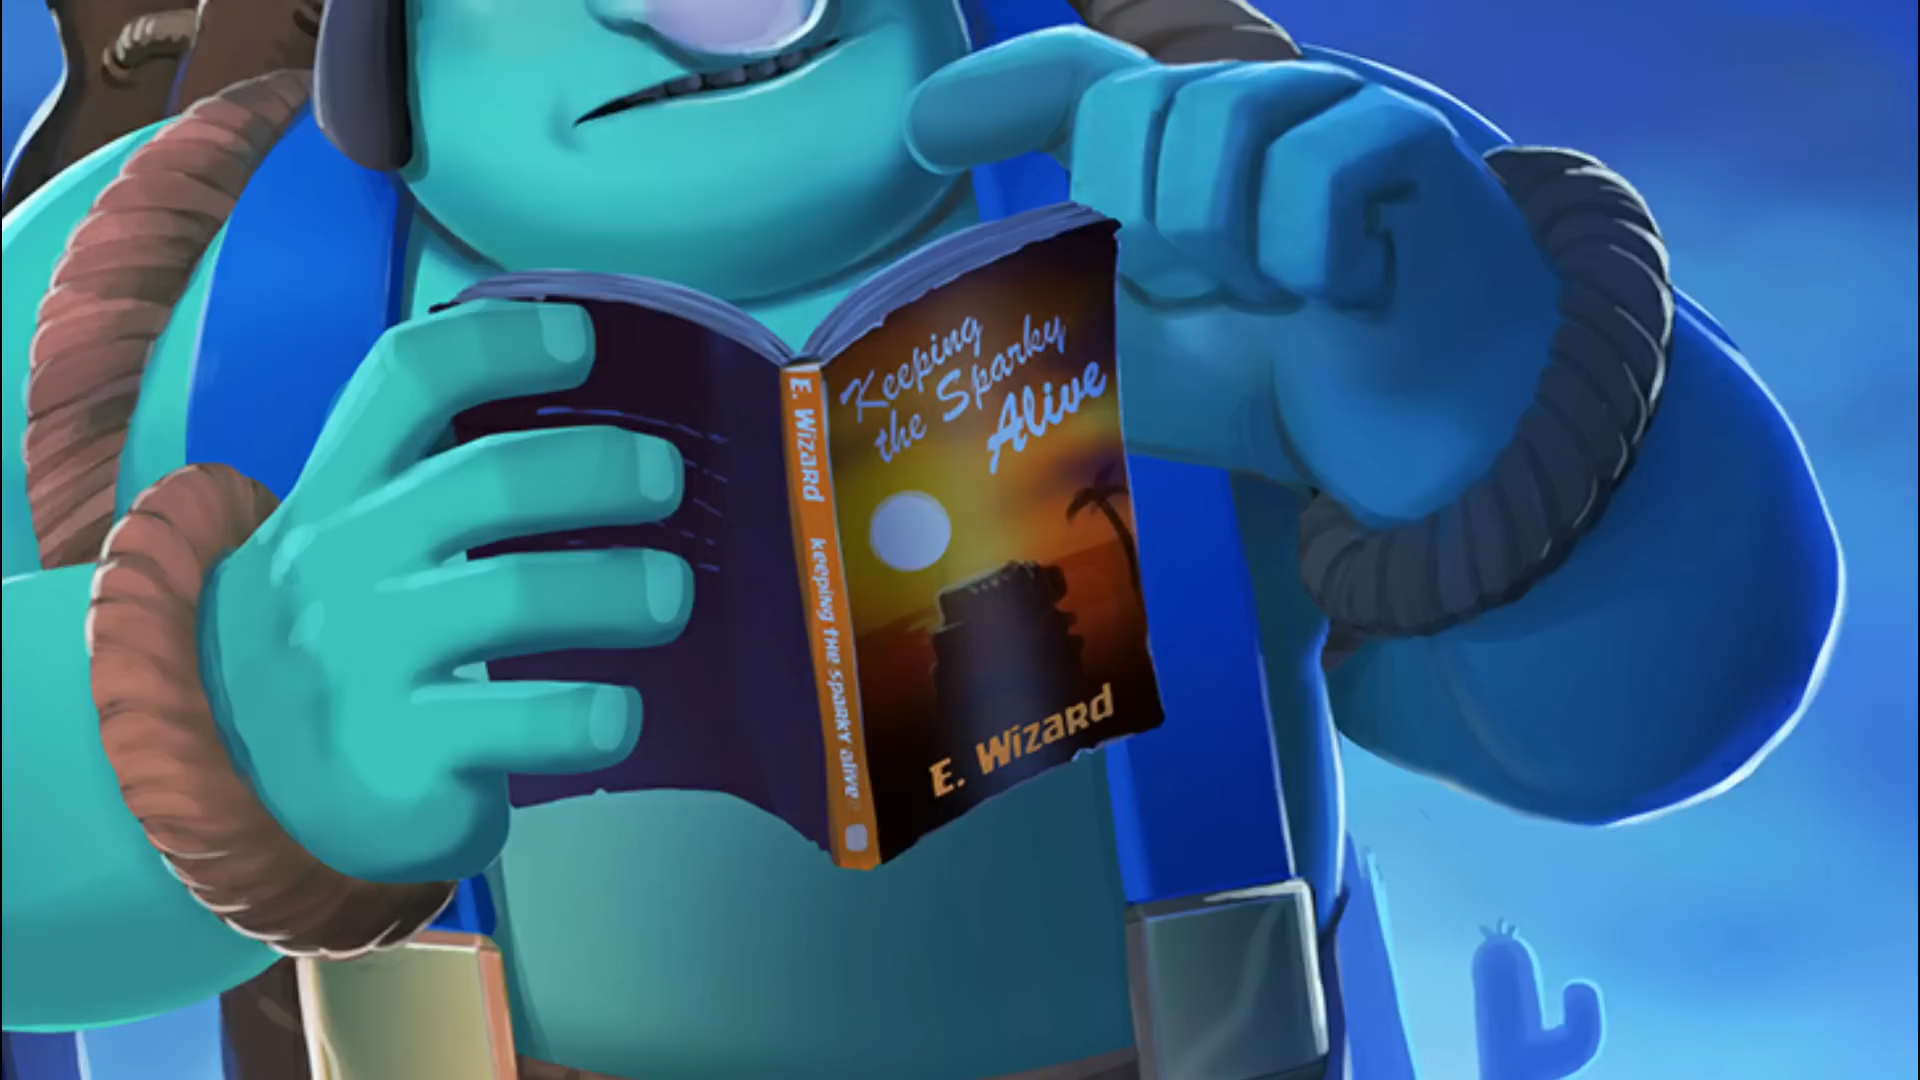 Keeping
the Sparky
Alive
E. Wizard
E. Wizard keeping the Sparky alive